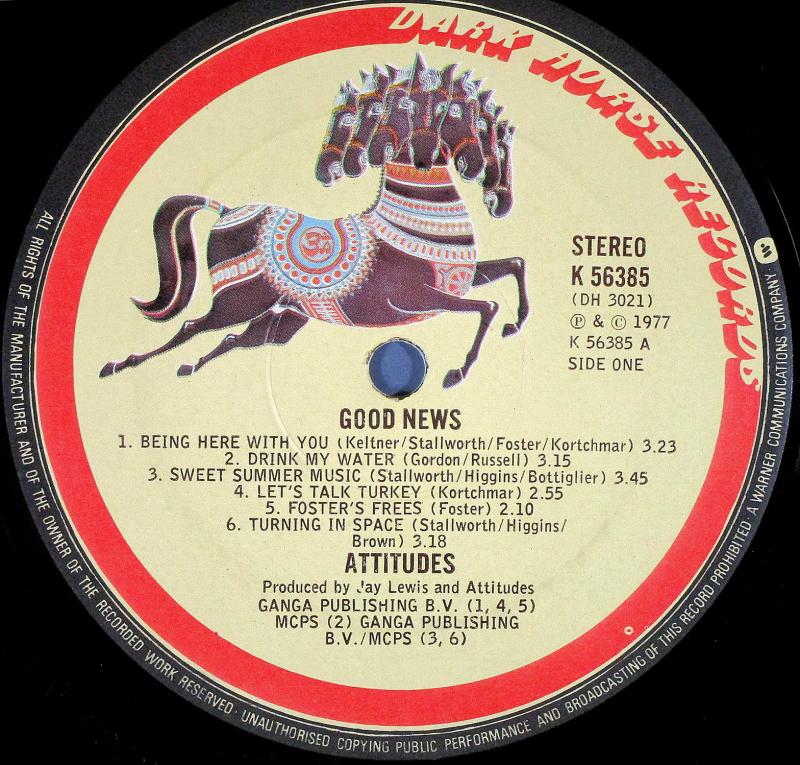 DARK HORSE RECORDS
STEREO
K 56385
(DH 3021)
Ⓟ & © 1977
K 56385 A
SIDE ONE
GOOD NEWS
1. BEING HERE WITH YOU (Keltner/Stallworth/Foster/Kortchmar) 3.23
2. DRINK MY WATER (Gordon/Russell) 3.15
3. SWEET SUMMER MUSIC (Stallworth/Higgins/Bottiglier) 3.45
4. LET'S TALK TURKEY (Kortchmar) 2.55
5. FOSTER'S FREES (Foster) 2.10
6. TURNING IN SPACE (Stallworth/Higgins/
Brown) 3.18
ATTITUDES
Produced by Jay Lewis and Attitudes
GANGA PUBLISHING B.V. (1, 4, 5)
MCPS (2) GANGA PUBLISHING
B.V./MCPS (3, 6)
ALL RIGHTS OF THE MANUFACTURER AND OF THE OWNER OF THE RECORDED WORK RESERVED · UNAUTHORISED COPYING PUBLIC PERFORMANCE AND BROADCASTING OF THIS RECORD PROHIBITED · A WARNER COMMUNICATIONS COMPANY
ॐ